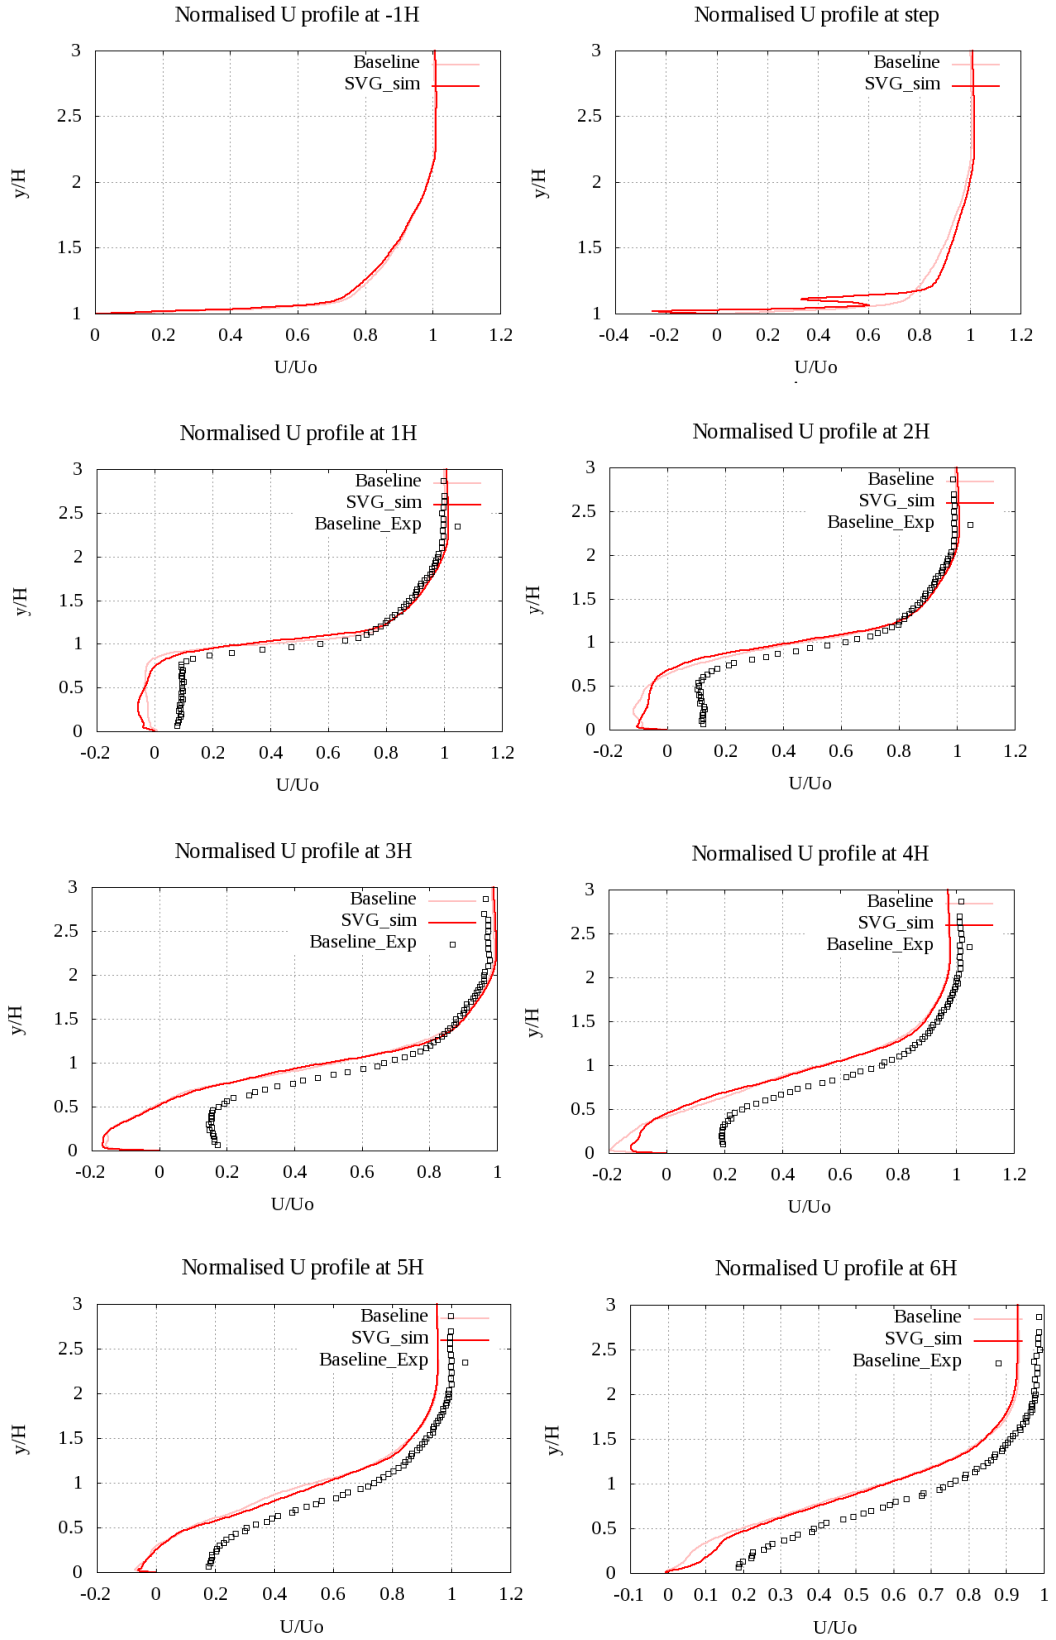 Normalised U profile at -1H
3
2.5
2
1.5
1
y/H
Baseline
SVG_sim
0 0.2 0.4 0.6 0.8 1 1.2
U/Uo
Normalised U profile at step
3
2.5
2
1.5
1
y/H
Baseline
SVG_sim
-0.4 -0.2 0 0.2 0.4 0.6 0.8 1 1.2
U/Uo
Normalised U profile at 1H
3
2.5
2
1.5
1
0.5
0
y/H
Baseline
SVG_sim
Baseline_Exp
-0.2 0 0.2 0.4 0.6 0.8 1 1.2
U/Uo
Normalised U profile at 2H
3
2.5
2
1.5
1
0.5
0
y/H
Baseline
SVG_sim
Baseline_Exp
-0.2 0 0.2 0.4 0.6 0.8 1 1.2
U/Uo
Normalised U profile at 3H
3
2.5
2
1.5
1
0.5
0
y/H
Baseline
SVG_sim
Baseline_Exp
-0.2 0 0.2 0.4 0.6 0.8 1
U/Uo
Normalised U profile at 4H
3
2.5
2
1.5
1
0.5
0
y/H
Baseline
SVG_sim
Baseline_Exp
-0.2 0 0.2 0.4 0.6 0.8 1 1.2
U/Uo
Normalised U profile at 5H
3
2.5
2
1.5
1
0.5
0
y/H
Baseline
SVG_sim
Baseline_Exp
-0.2 0 0.2 0.4 0.6 0.8 1 1.2
U/Uo
Normalised U profile at 6H
3
2.5
2
1.5
1
0.5
0
y/H
Baseline
SVG_sim
Baseline_Exp
-0.1 0 0.1 0.2 0.3 0.4 0.5 0.6 0.7 0.8 0.9 1
U/Uo